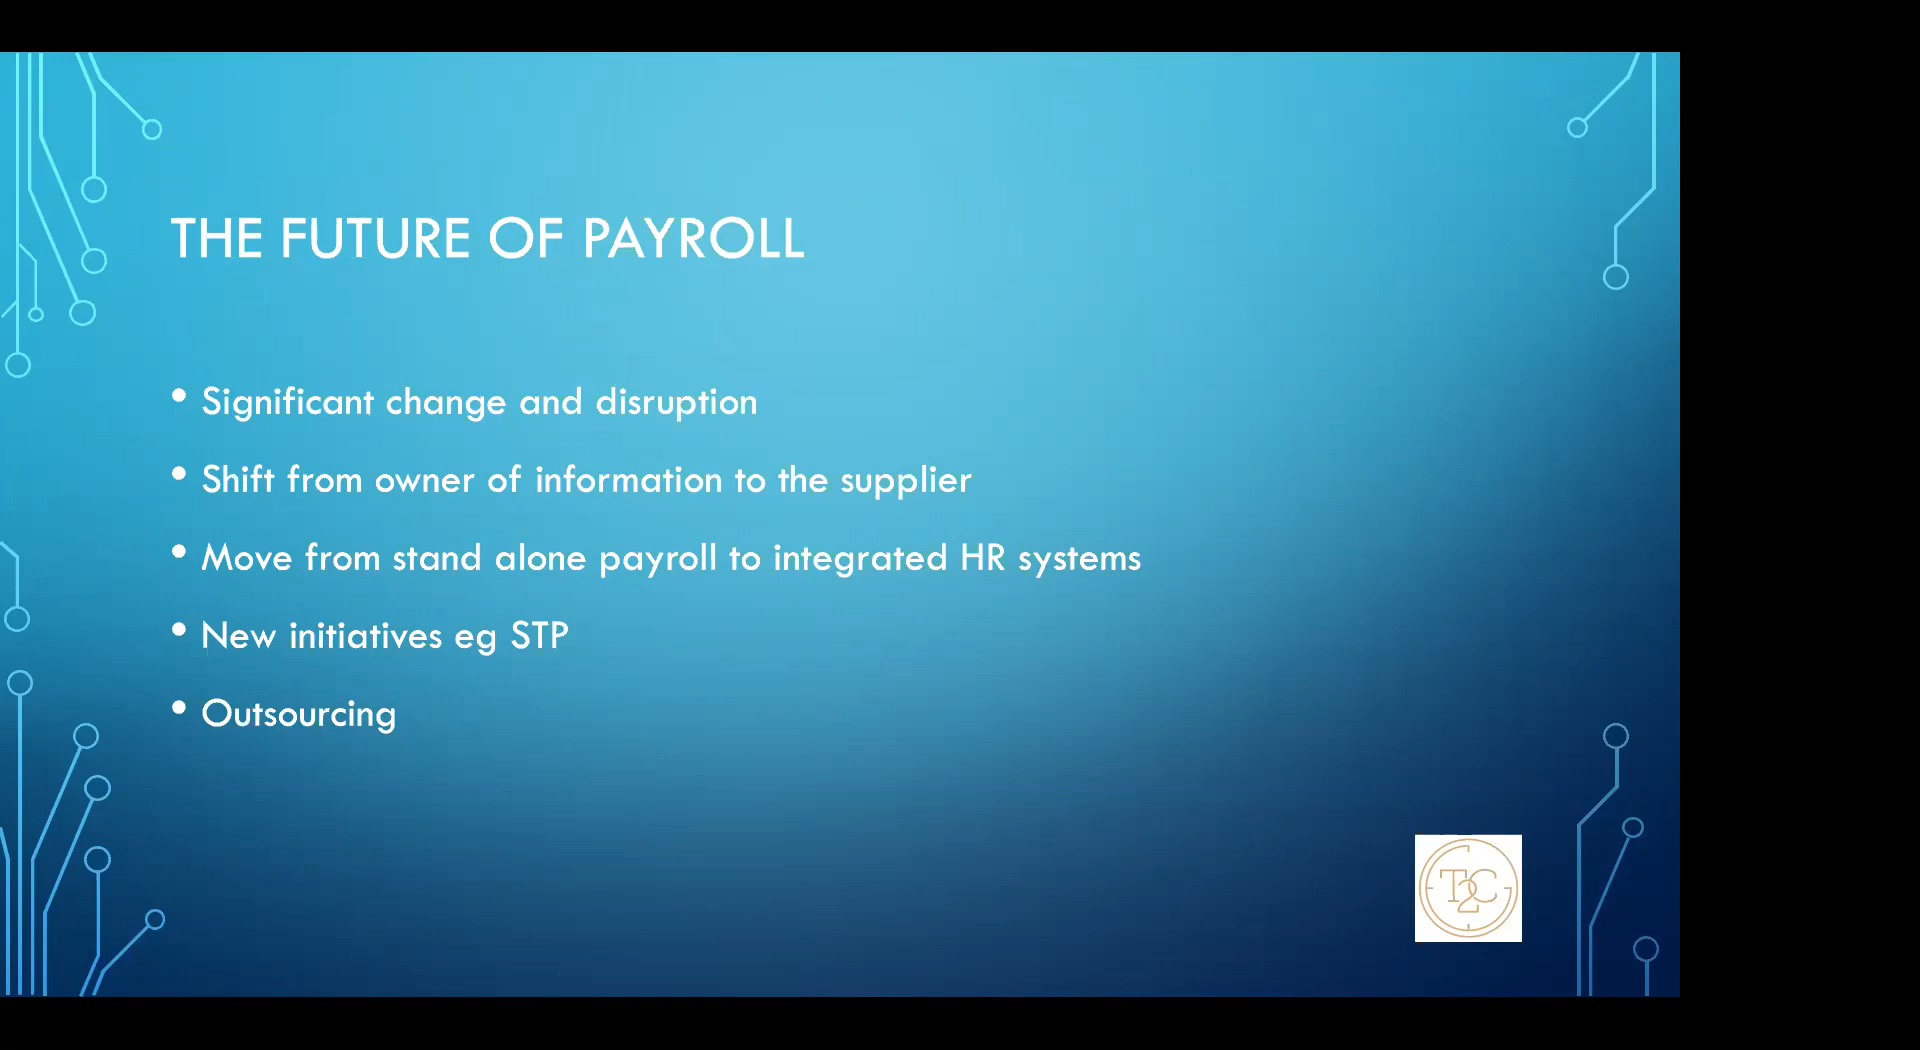 THE FUTURE OF PAYROLL
• Significant change and disruption
• Shift from owner of information to the supplier
• Move from stand alone payroll to integrated HR systems
• New initiatives eg STP
• Outsourcing
T2C